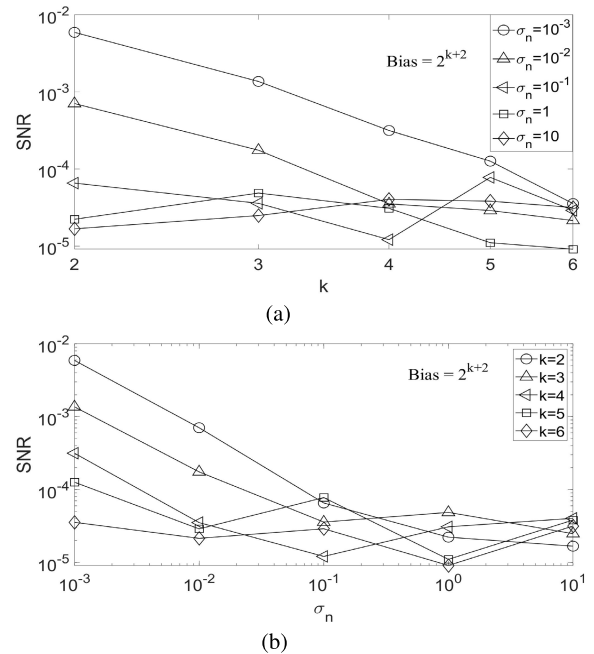 10^-2
10^-3
10^-4
10^-5
SNR
Bias = 2^k+2
σn=10^-3
σn=10^-2
σn=10^-1
σn=1
σn=10
2 3 4 5 6
k
(a)
10^-2
10^-3
10^-4
10^-5
SNR
Bias = 2^k+2
k=2
k=3
k=4
k=5
k=6
10^-3 10^-2 10^-1 10^0 10^1
σn
(b)